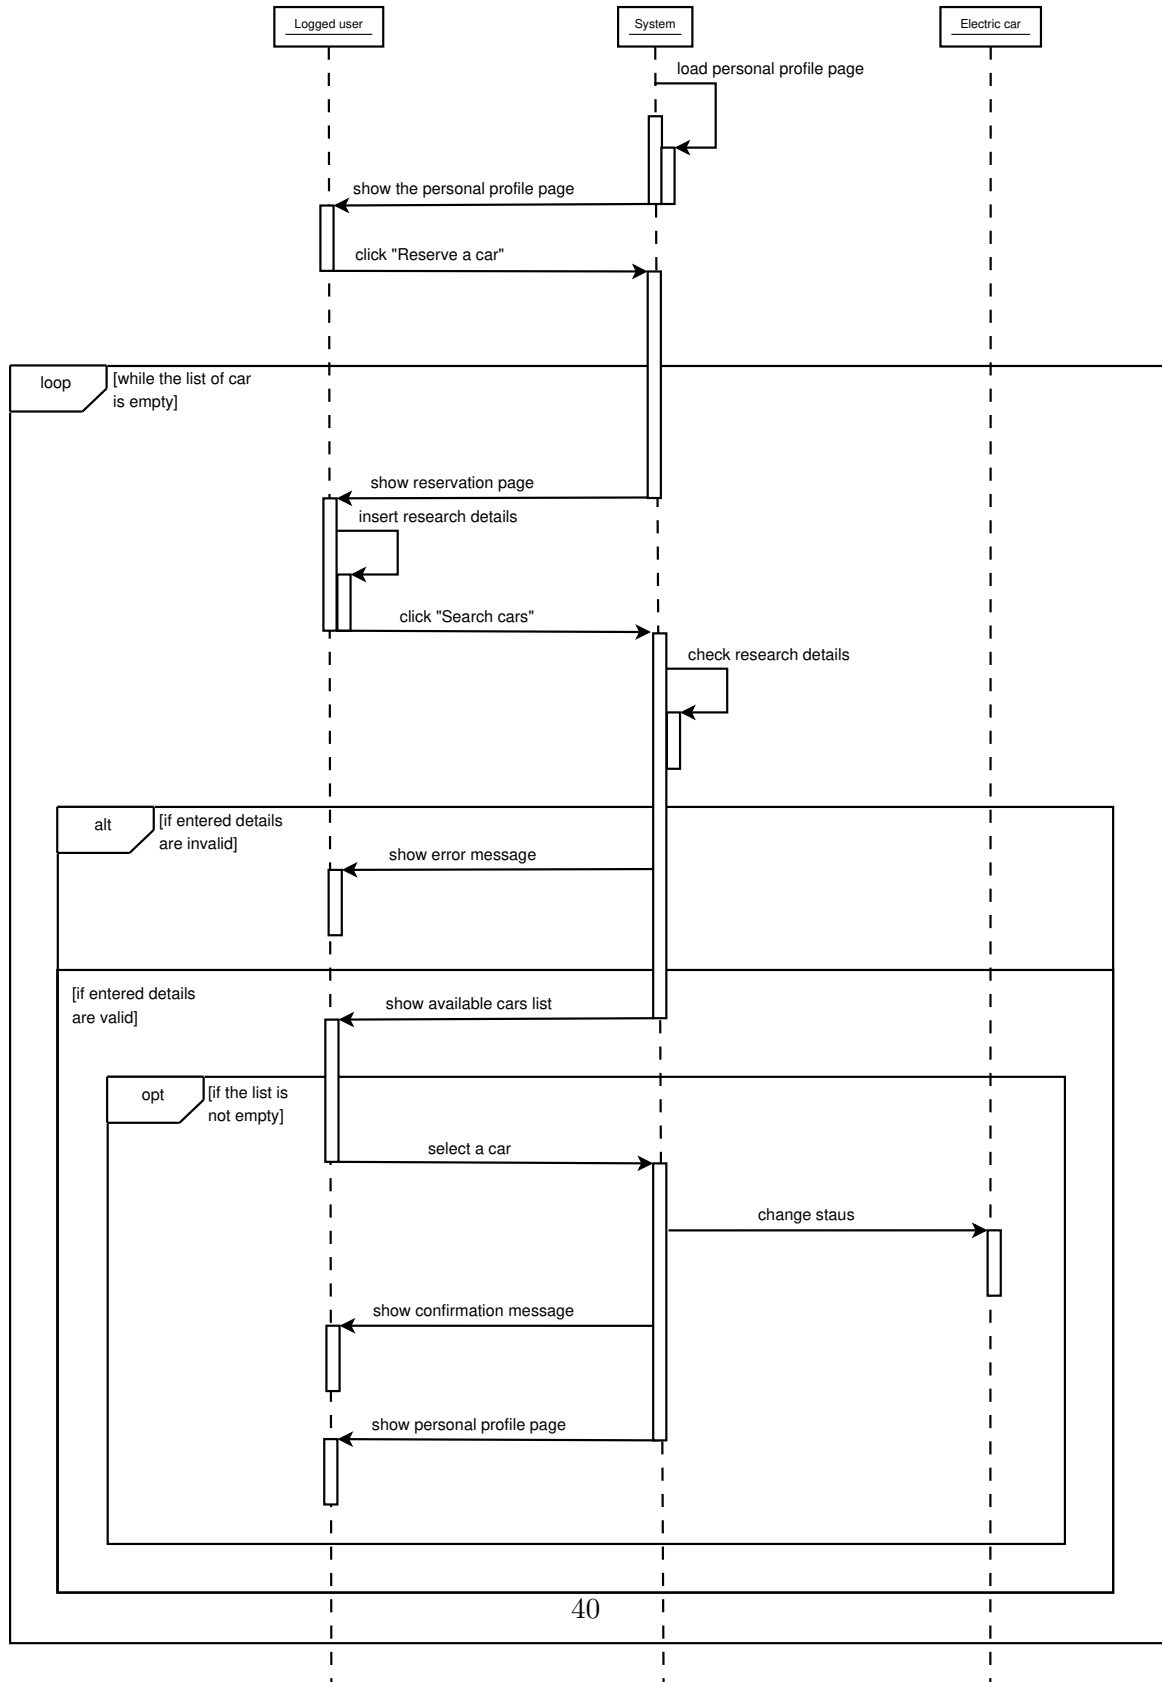 Logged user
System
Electric car
load personal profile page
show the personal profile page
click "Reserve a car"
loop
[while the list of car
is empty]
show reservation page
insert research details
click "Search cars"
check research details
alt
[if entered details
are invalid]
show error message
[if entered details
are valid]
show available cars list
opt
[if the list is
not empty]
select a car
change staus
show confirmation message
show personal profile page
40